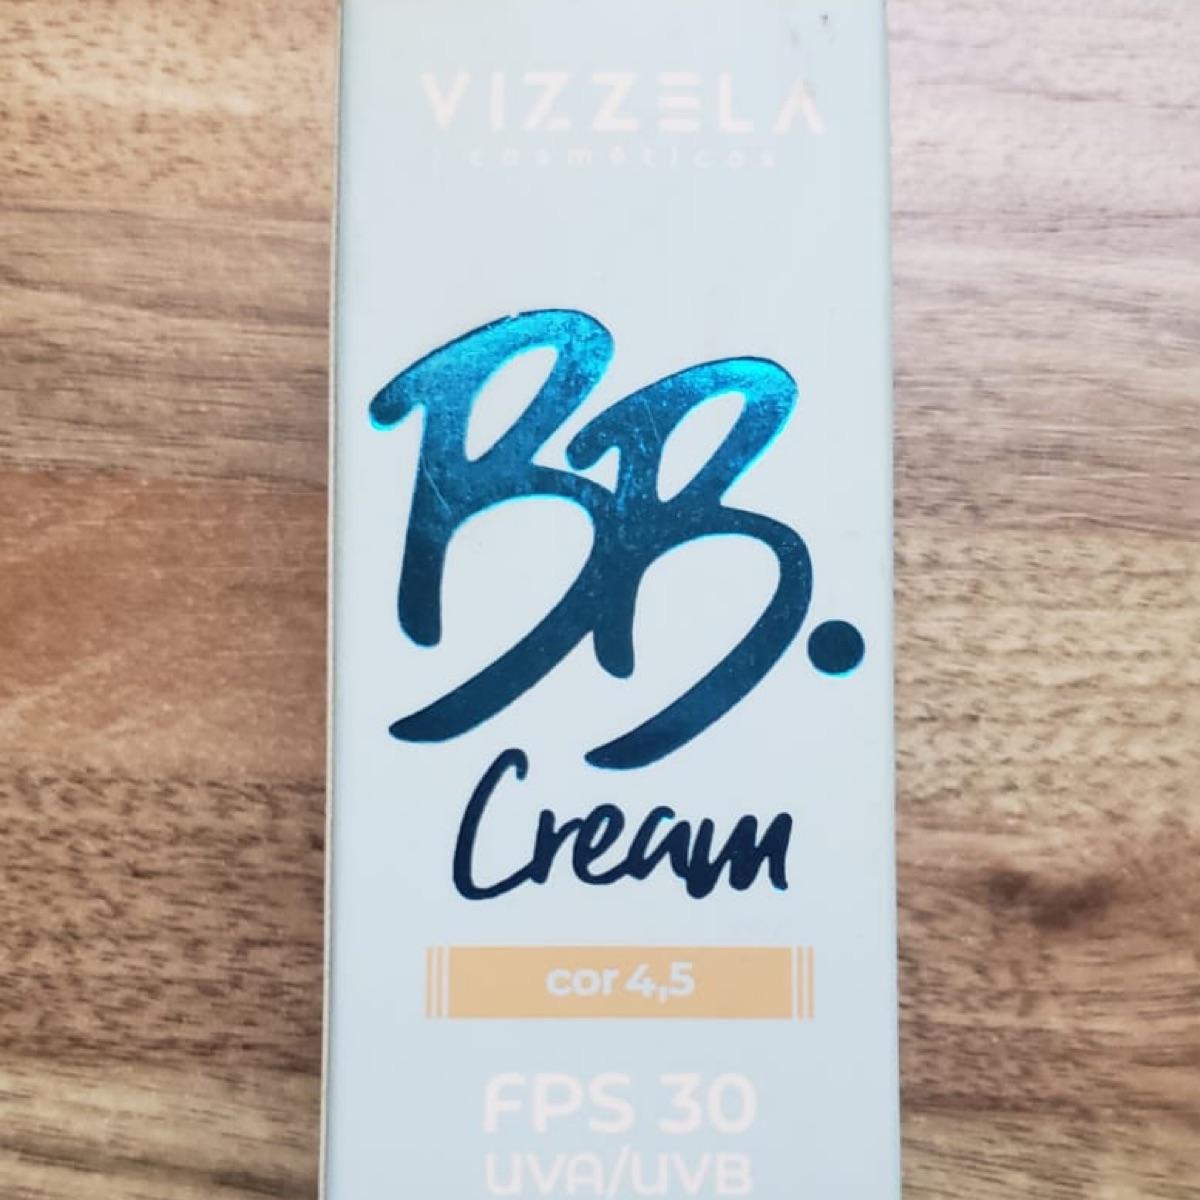 VIZZELA
cosméticos
BB.
Cream
cor 4,5
FPS 30
UVA/UVB